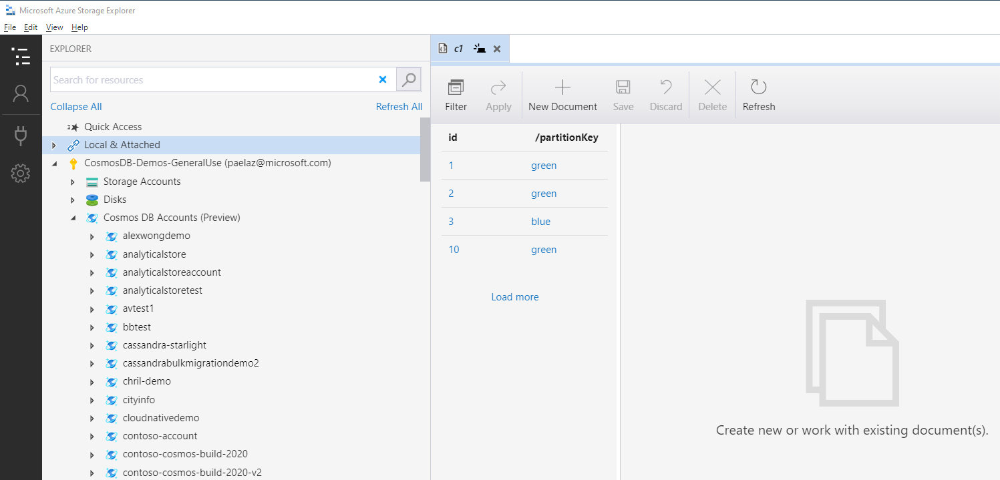 Microsoft Azure Storage Explorer
File Edit View Help
EXPLORER
Search for resources
Collapse All Refresh All
Quick Access
Local & Attached
CosmosDB-Demos-GeneralUse (paelaz@microsoft.com)
Storage Accounts
Disks
Cosmos DB Accounts (Preview)
alexwongdemo
analyticalstore
analyticalstoreaccount
analyticalstoretest
avtest1
bbtest
cassandra-starlight
cassandrabulkmigrationdemo2
chril-demo
cityinfo
cloudnativedemo
contoso-account
contoso-cosmos-build-2020
contoso-cosmos-build-2020-v2
c1
Filter Apply New Document Save Discard Delete Refresh
id /partitionKey
1 green
2 green
3 blue
10 green
Load more
Create new or work with existing document(s).